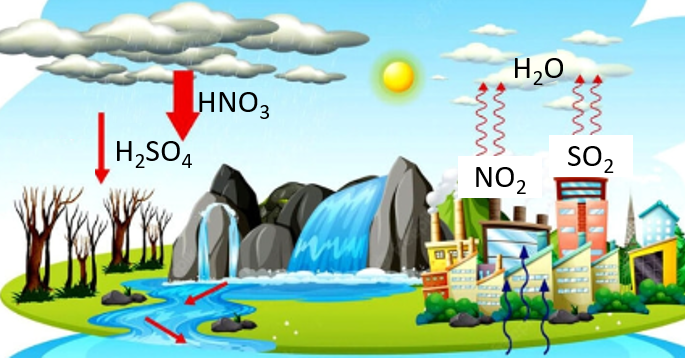 H₂O
HNO₃
H₂SO₄
SO₂
NO₂